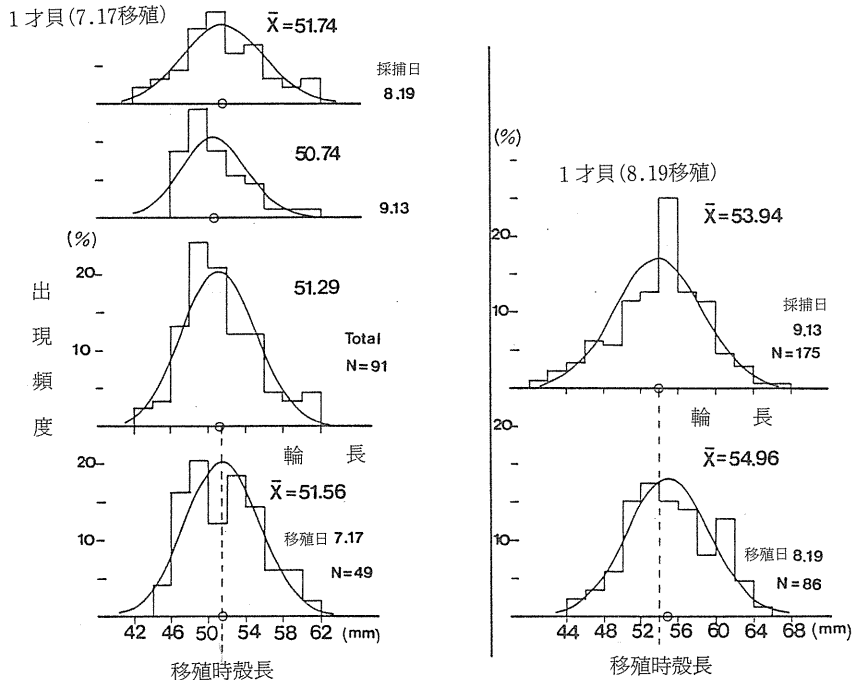 1才貝(7.17移殖)
X̄=51.74
採捕日
8.19
50.74
9.13
(%)
20
51.29
出現頻度
10
Total
N=91
輪 長
20
X̄=51.56
10
移殖日 7.17
N=49
42 46 50 54 58 62 (mm)
移殖時殻長
(%)
1才貝(8.19移殖)
X̄=53.94
20
10
採捕日
9.13
N=175
輪 長
20
X̄=54.96
10
移殖日 8.19
N=86
44 48 52 56 60 64 68 (mm)
移殖時殻長